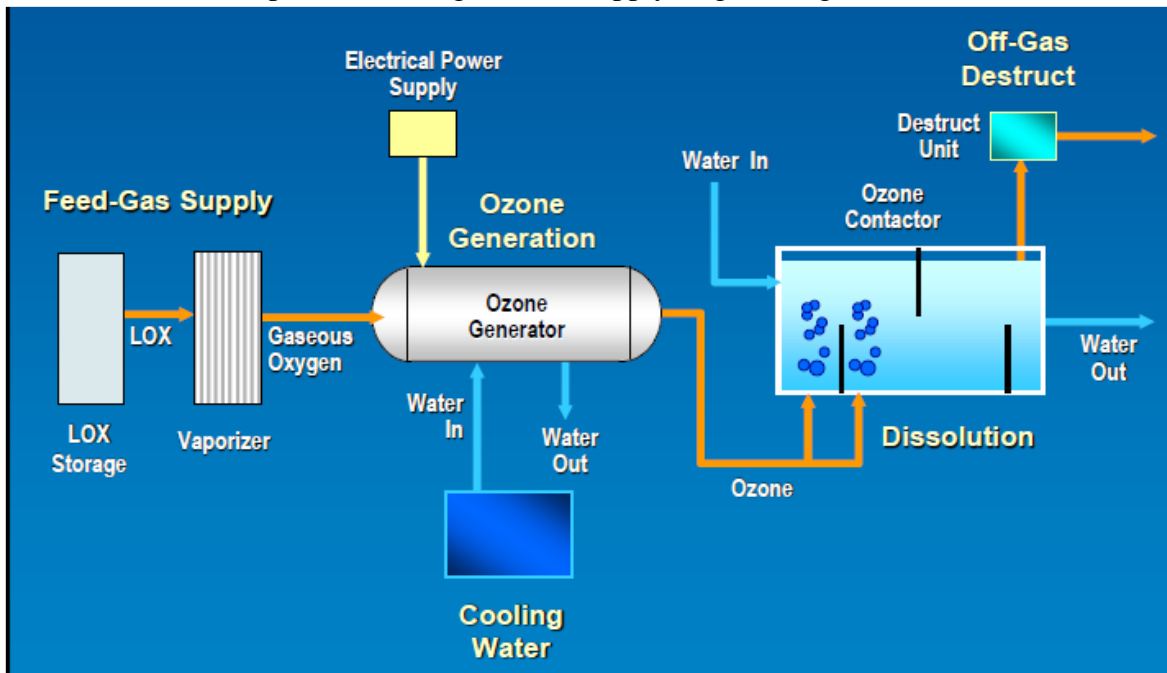 Electrical Power
Supply
Off-Gas
Destruct
Destruct
Unit
Water In
Feed-Gas Supply
Ozone
Generation
Ozone
Contactor
LOX
Gaseous
Oxygen
Ozone
Generator
Water
Out
LOX
Storage
Vaporizer
Water
In
Water
Out
Dissolution
Ozone
Cooling
Water